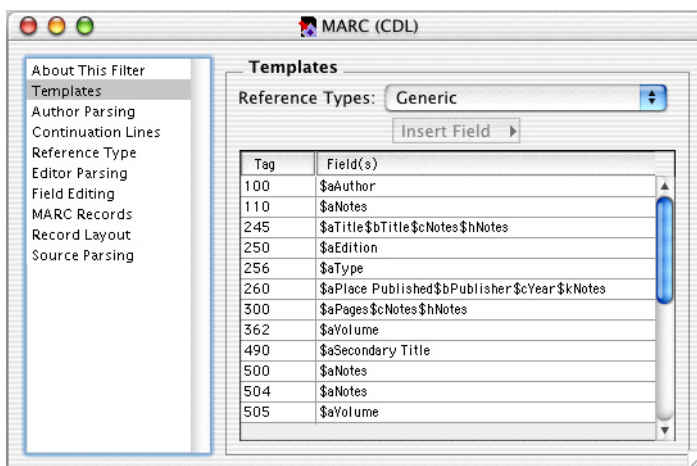 MARC (CDL)
About This Filter
Templates
Author Parsing
Continuation Lines
Reference Type
Editor Parsing
Field Editing
MARC Records
Record Layout
Source Parsing
Templates
Reference Types: Generic
Insert Field
Tag Field(s)
100 $aAuthor
110 $aNotes
245 $aTitle$bTitle$cNotes$hNotes
250 $aEdition
256 $aType
260 $aPlace Published$bPublisher$cYear$kNotes
300 $aPages$cNotes$hNotes
362 $aVolume
490 $aSecondary Title
500 $aNotes
504 $aNotes
505 $aVolume